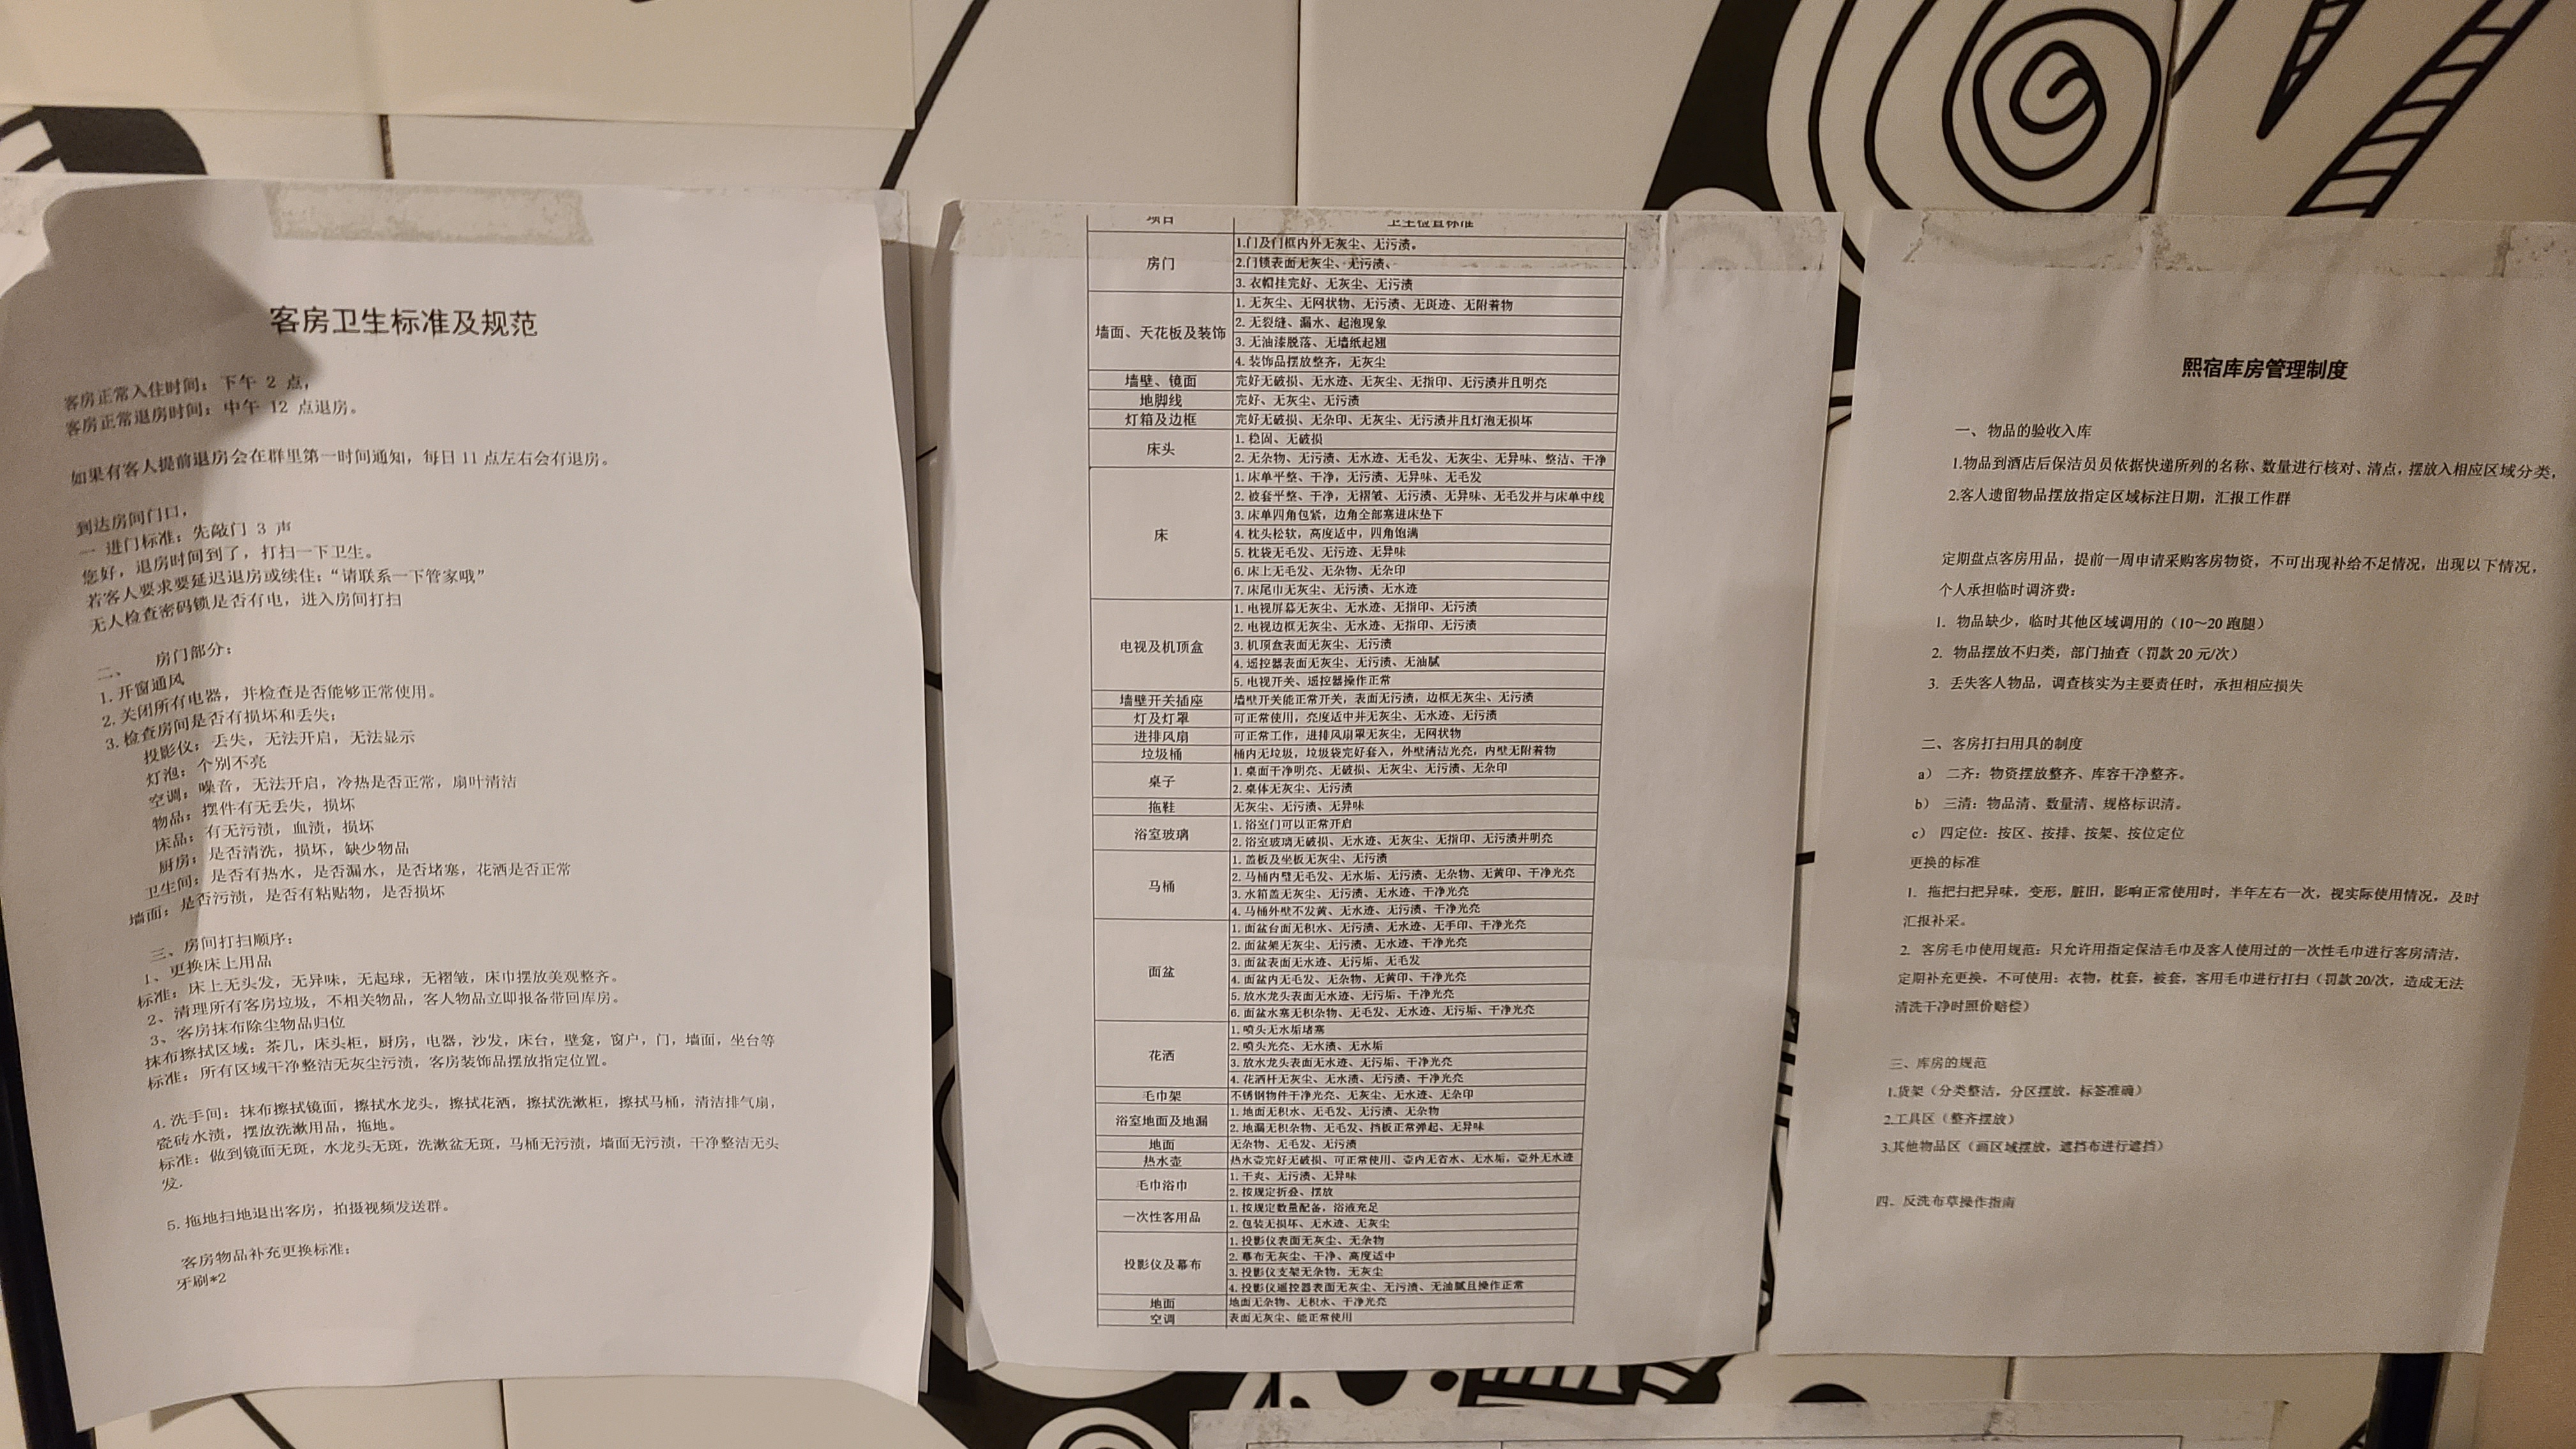 客房卫生标准及规范
客房正常入住时间：下午 2 点，
客房正常退房时间：中午 12 点退房。
如果有客人提前退房会在群里第一时间通知，每日 11 点左右会有退房。
到达房间门口，
一 进门标准：先敲门 3 声
您好，退房时间到了，打扫一下卫生。
若客人要求要延迟退房或续住：“请联系一下管家哦”
无人检查密码锁是否有电，进入房间打扫
二、 房门部分：
1. 开窗通风
2. 关闭所有电器，并检查是否能够正常使用。
3. 检查房间是否有损坏和丢失：
投影仪：丢失，无法开启，无法显示
灯泡：个别不亮
空调：噪音，无法开启，冷热是否正常，扇叶清洁
物品：摆件有无丢失，损坏
床品：有无污渍，血渍，损坏
厨房：是否清洗，损坏，缺少物品
卫生间：是否有热水，是否漏水，是否堵塞，花洒是否正常
墙面：是否污渍，是否有粘贴物，是否损坏
三、房间打扫顺序：
1、更换床上用品
标准：床上无头发，无异味，无起球，无褶皱，床巾摆放美观整齐。
2、清理所有客房垃圾，不相关物品，客人物品立即报备带回库房。
3、客房抹布除尘物品归位
抹布擦拭区域：茶几，床头柜，厨房，电器，沙发，床台，壁龛，窗户，门，墙面，坐台等
标准：所有区域干净整洁无灰尘污渍，客房装饰品摆放指定位置。
4. 洗手间：抹布擦拭镜面，擦拭水龙头，擦拭花洒，擦拭洗漱柜，擦拭马桶，清洁排气扇，
瓷砖水渍，摆放洗漱用品，拖地。
标准：做到镜面无斑，水龙头无斑，洗漱盆无斑，马桶无污渍，墙面无污渍，干净整洁无头
发.
5. 拖地扫地退出客房，拍摄视频发送群。
客房物品补充更换标准：
牙刷*2
项目 卫生检查标准
房门
1.门及门框内外无灰尘、无污渍。
2.门锁表面无灰尘、无污渍、
3. 衣帽挂完好、无灰尘、无污渍
墙面、天花板及装饰
1. 无灰尘、无网状物、无污渍、无斑迹、无附着物
2. 无裂缝、漏水、起泡现象
3. 无油漆脱落、无墙纸起翘
4. 装饰品摆放整齐，无灰尘
墙壁、镜面 完好无破损、无水迹、无灰尘、无指印、无污渍并且明亮
地脚线 完好、无灰尘、无污渍
灯箱及边框 完好无破损、无杂印、无灰尘、无污渍并且灯泡无损坏
床头
1. 稳固、无破损
2. 无杂物、无污渍、无水迹、无毛发、无灰尘、无异味、整洁、干净
床
1. 床单平整、干净，无污渍、无异味、无毛发
2. 被套平整、干净，无褶皱、无污渍、无异味、无毛发并与床单中线
3. 床单四角包紧，边角全部塞进床垫下
4. 枕头松软，高度适中，四角饱满
5. 枕袋无毛发、无污迹、无异味
6. 床上无毛发、无杂物、无杂印
7. 床尾巾无灰尘、无污渍、无水迹
电视及机顶盒
1. 电视屏幕无灰尘、无水迹、无指印、无污渍
2. 电视边框无灰尘、无水迹、无指印、无污渍
3. 机顶盒表面无灰尘、无污渍
4. 遥控器表面无灰尘、无污渍、无油腻
5. 电视开关、遥控器操作正常
墙壁开关插座 墙壁开关能正常开关，表面无污渍，边框无灰尘、无污渍
灯及灯罩 可正常使用，亮度适中并无灰尘、无水迹、无污渍
进排风扇 可正常工作，进排风扇罩无灰尘，无网状物
垃圾桶 桶内无垃圾，垃圾袋完好套入，外壁清洁光亮，内壁无附着物
桌子
1. 桌面干净明亮、无破损、无灰尘、无污渍、无杂印
2. 桌体无灰尘、无污渍
拖鞋 无灰尘、无污渍、无异味
浴室玻璃
1. 浴室门可以正常开启
2. 浴室玻璃无破损、无水迹、无灰尘、无指印、无污渍并明亮
马桶
1. 盖板及坐板无灰尘、无污渍
2. 马桶内壁无毛发、无水垢、无污渍、无杂物、无黄印、干净光亮
3. 水箱盖无灰尘、无污渍、无水迹、干净光亮
4. 马桶外壁不发黄、无水迹、无污渍、干净光亮
面盆
1. 面盆台面无积水、无污渍、无水迹、无手印、干净光亮
2. 面盆架无灰尘、无污渍、无水迹、干净光亮
3. 面盆表面无水迹、无污垢、无毛发
4. 面盆内无毛发、无杂物、无黄印、干净光亮
5. 放水龙头表面无水迹、无污垢、干净光亮
6. 面盆水塞无积杂物、无毛发、无水迹、无污垢、干净光亮
花洒
1. 喷头无水垢堵塞
2. 喷头光亮、无水渍、无水垢
3. 放水龙头表面无水迹、无污垢、干净光亮
4. 花洒杆无灰尘、无水渍、无污渍、干净光亮
毛巾架 不锈钢物件干净光亮、无灰尘、无水迹、无杂印
浴室地面及地漏
1. 地面无积水、无毛发、无污渍、无杂物
2. 地漏无积杂物、无毛发、挡板正常弹起、无异味
地面 无杂物、无毛发、无污渍
热水壶 热水壶完好无破损、可正常使用、壶内无省水、无水垢，壶外无水迹
毛巾浴巾
1. 干爽、无污渍、无异味
2. 按规定折叠、摆放
一次性客用品
1. 按规定数量配备，浴液充足
2. 包装无损坏、无水迹、无灰尘
投影仪及幕布
1. 投影仪表面无灰尘、无杂物
2. 幕布无灰尘、干净、高度适中
3. 投影仪支架无杂物，无灰尘
4. 投影仪遥控器表面无灰尘、无污渍、无油腻且操作正常
地面 地面无杂物、无积水、干净光亮
空调 表面无灰尘、能正常使用
熙宿库房管理制度
一、物品的验收入库
1.物品到酒店后保洁员员依据快递所列的名称、数量进行核对、清点，摆放入相应区域分类，
2.客人遗留物品摆放指定区域标注日期，汇报工作群
定期盘点客房用品，提前一周申请采购客房物资，不可出现补给不足情况，出现以下情况，
个人承担临时调济费：
1. 物品缺少，临时其他区域调用的（10～20 跑腿）
2. 物品摆放不归类，部门抽查（罚款 20 元/次）
3. 丢失客人物品，调查核实为主要责任时，承担相应损失
二、客房打扫用具的制度
a） 二齐：物资摆放整齐、库容干净整齐。
b） 三清：物品清、数量清、规格标识清。
c） 四定位：按区、按排、按架、按位定位
更换的标准
1. 拖把扫把异味，变形，脏旧，影响正常使用时，半年左右一次，视实际使用情况，及时
汇报补采。
2. 客房毛巾使用规范：只允许用指定保洁毛巾及客人使用过的一次性毛巾进行客房清洁，
定期补充更换，不可使用：衣物，枕套，被套，客用毛巾进行打扫（罚款 20/次，造成无法
清洗干净时照价赔偿）
三、库房的规范
1.货架（分类整洁，分区摆放，标签准确）
2.工具区（整齐摆放）
3.其他物品区（画区域摆放，遮挡布进行遮挡）
四、反洗布草操作指南